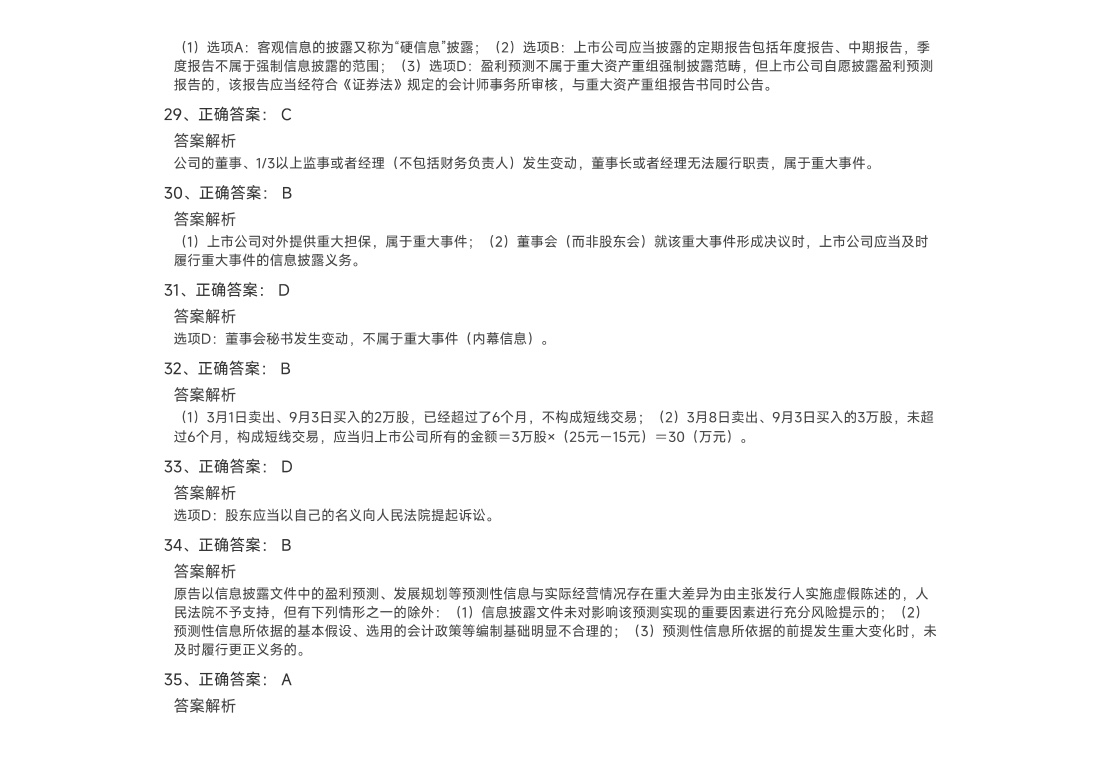 （1）选项A：客观信息的披露又称为“硬信息”披露；（2）选项B：上市公司应当披露的定期报告包括年度报告、中期报告，季
度报告不属于强制信息披露的范围；（3）选项D：盈利预测不属于重大资产重组强制披露范畴，但上市公司自愿披露盈利预测
报告的，该报告应当经符合《证券法》规定的会计师事务所审核，与重大资产重组报告书同时公告。
29、正确答案： C
答案解析
公司的董事、1/3以上监事或者经理（不包括财务负责人）发生变动，董事长或者经理无法履行职责，属于重大事件。
30、正确答案： B
答案解析
（1）上市公司对外提供重大担保，属于重大事件；（2）董事会（而非股东会）就该重大事件形成决议时，上市公司应当及时
履行重大事件的信息披露义务。
31、正确答案： D
答案解析
选项D：董事会秘书发生变动，不属于重大事件（内幕信息）。
32、正确答案： B
答案解析
（1）3月1日卖出、9月3日买入的2万股，已经超过了6个月，不构成短线交易；（2）3月8日卖出、9月3日买入的3万股，未超
过6个月，构成短线交易，应当归上市公司所有的金额＝3万股×（25元－15元）＝30（万元）。
33、正确答案： D
答案解析
选项D：股东应当以自己的名义向人民法院提起诉讼。
34、正确答案： B
答案解析
原告以信息披露文件中的盈利预测、发展规划等预测性信息与实际经营情况存在重大差异为由主张发行人实施虚假陈述的，人
民法院不予支持，但有下列情形之一的除外：（1）信息披露文件未对影响该预测实现的重要因素进行充分风险提示的；（2）
预测性信息所依据的基本假设、选用的会计政策等编制基础明显不合理的；（3）预测性信息所依据的前提发生重大变化时，未
及时履行更正义务的。
35、正确答案： A
答案解析